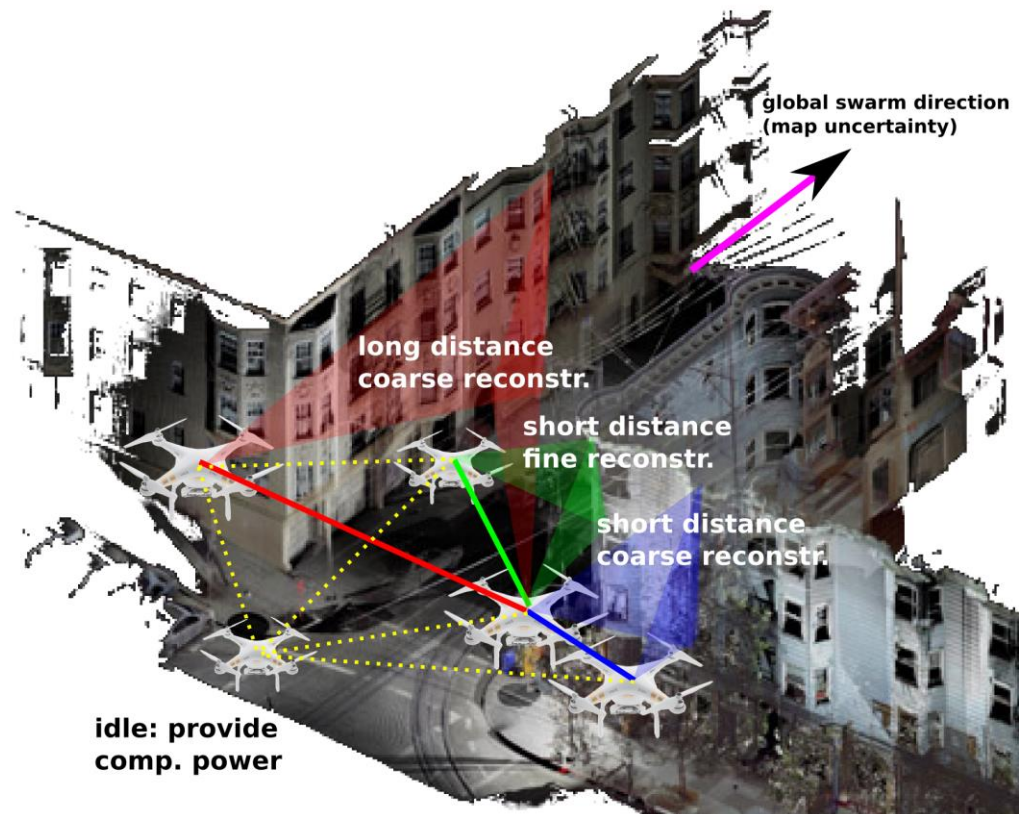 global swarm direction
(map uncertainty)
long distance
coarse reconstr.
short distance
fine reconstr.
short distance
coarse reconstr.
idle: provide
comp. power